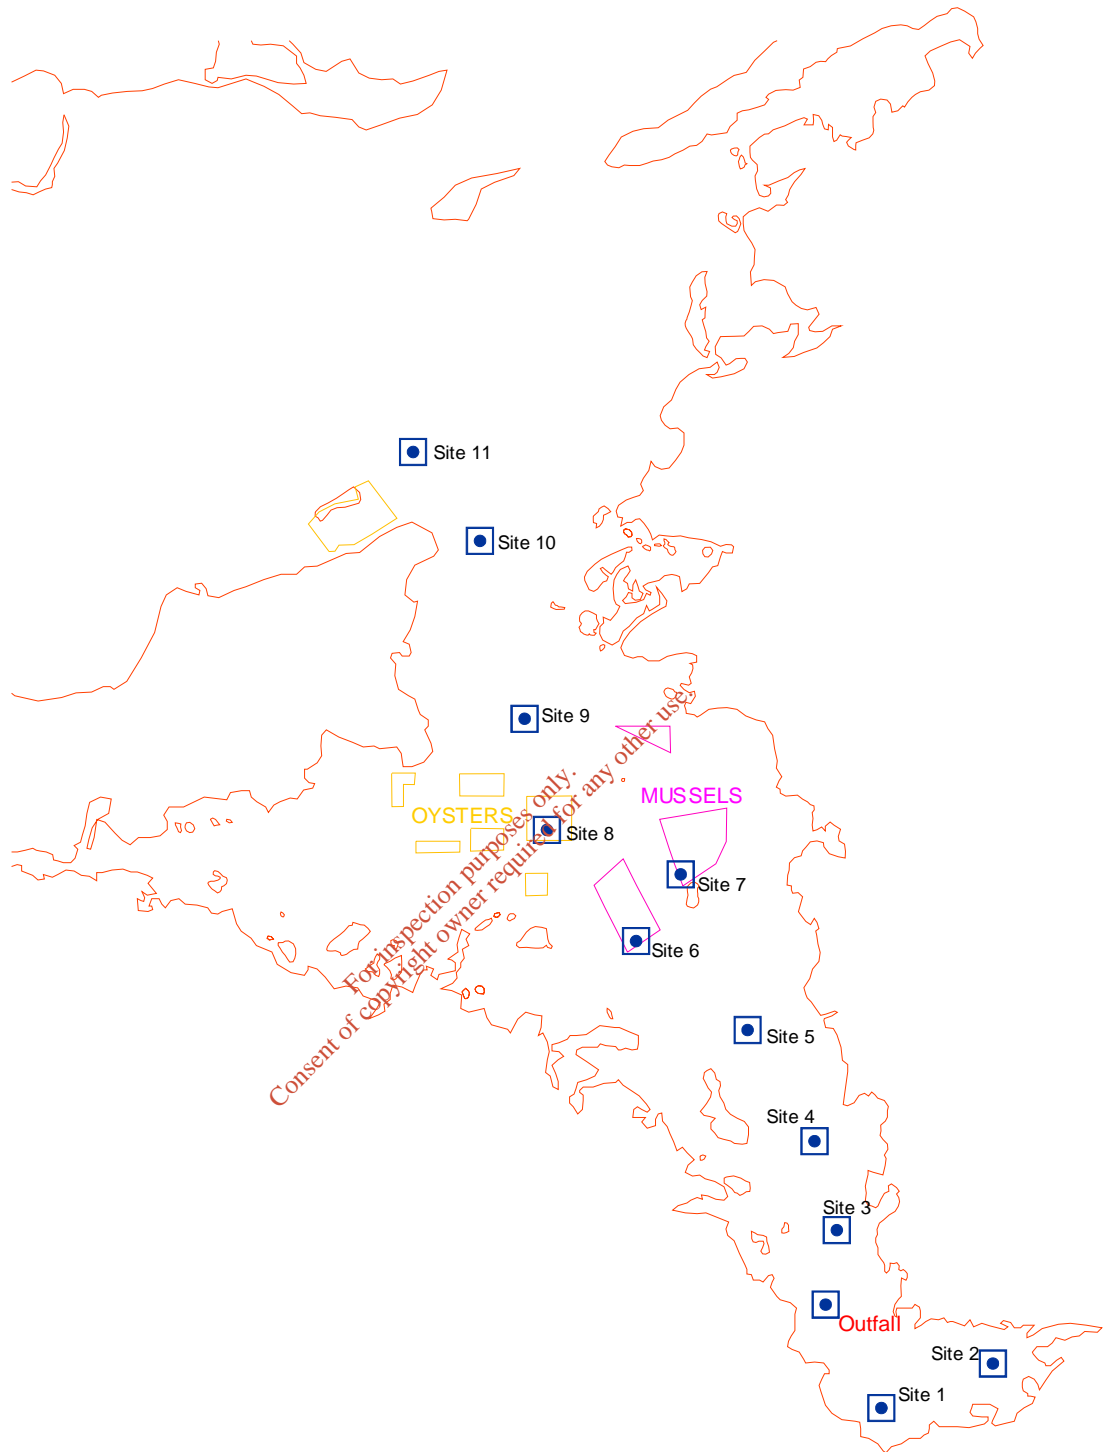 Site 11
Site 10
Site 9
MUSSELS
OYSTERS
Site 8
Site 7
Site 6
For inspection purposes only.
Consent of copyright owner required for any other use.
Site 5
Site 4
Site 3
Outfall
Site 2
Site 1